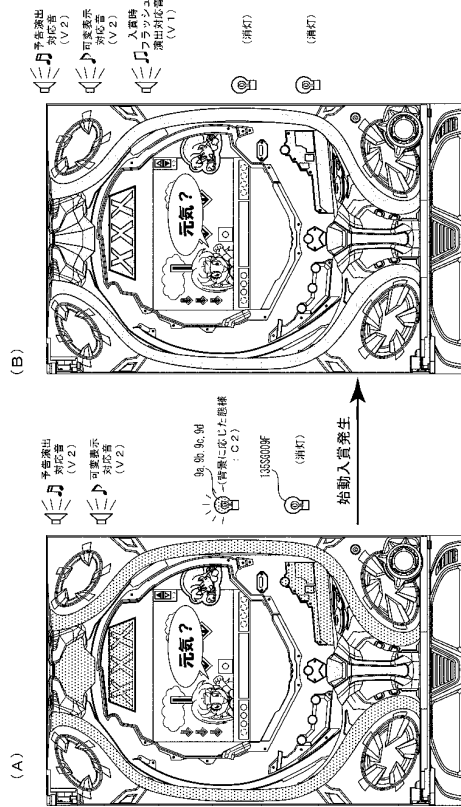 (A)
予告演出
対応音
(V2)
可変表示
対応音
(V2)
XXX
元気?
9a, 9b, 9c, 9d
(背景に応じた態様
: C2)
135SG009F
(消灯)
始動入賞発生
(B)
予告演出
対応音
(V2)
可変表示
対応音
(V2)
入賞時
フラッシュ
演出対応音
(V1)
XXX
元気?
(消灯)
(消灯)